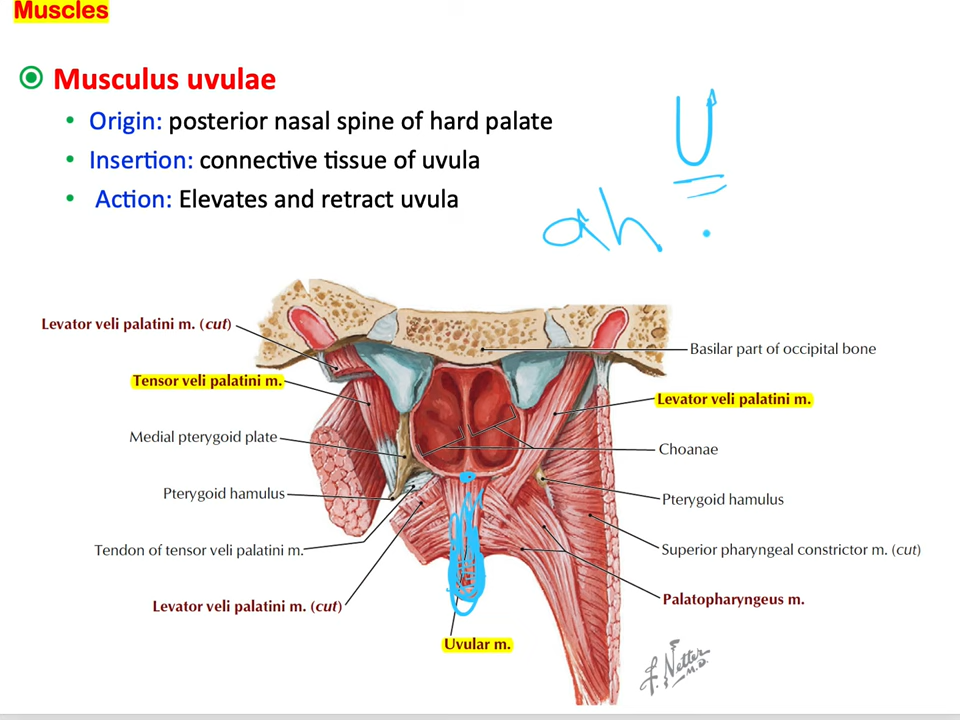 Muscles
Musculus uvulae
Origin: posterior nasal spine of hard palate
Insertion: connective tissue of uvula
Action: Elevates and retract uvula
U
ah
Levator veli palatini m. (cut)
Basilar part of occipital bone
Tensor veli palatini m.
Levator veli palatini m.
Medial pterygoid plate
Choanae
Pterygoid hamulus
Pterygoid hamulus
Tendon of tensor veli palatini m.
Superior pharyngeal constrictor m. (cut)
Levator veli palatini m. (cut)
Palatopharyngeus m.
Uvular m.
F. Netter
M.D.